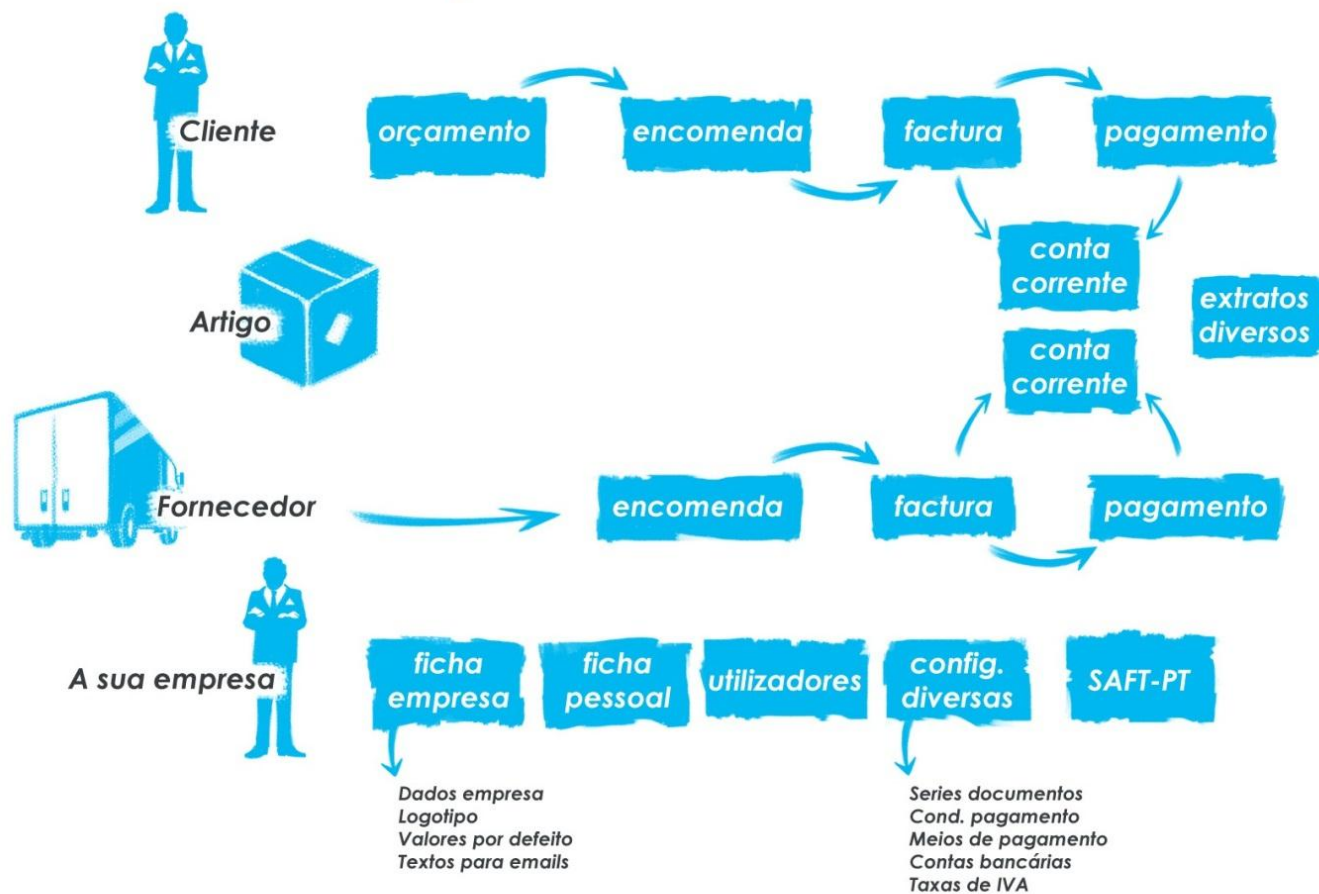 Cliente
orçamento
encomenda
factura
pagamento
conta
corrente
Artigo
extratos
diversos
conta
corrente
Fornecedor
encomenda
factura
pagamento
A sua empresa
ficha
empresa
ficha
pessoal
utilizadores
config.
diversas
SAFT-PT
Dados empresa
Logotipo
Valores por defeito
Textos para emails
Series documentos
Cond. pagamento
Meios de pagamento
Contas bancárias
Taxas de IVA